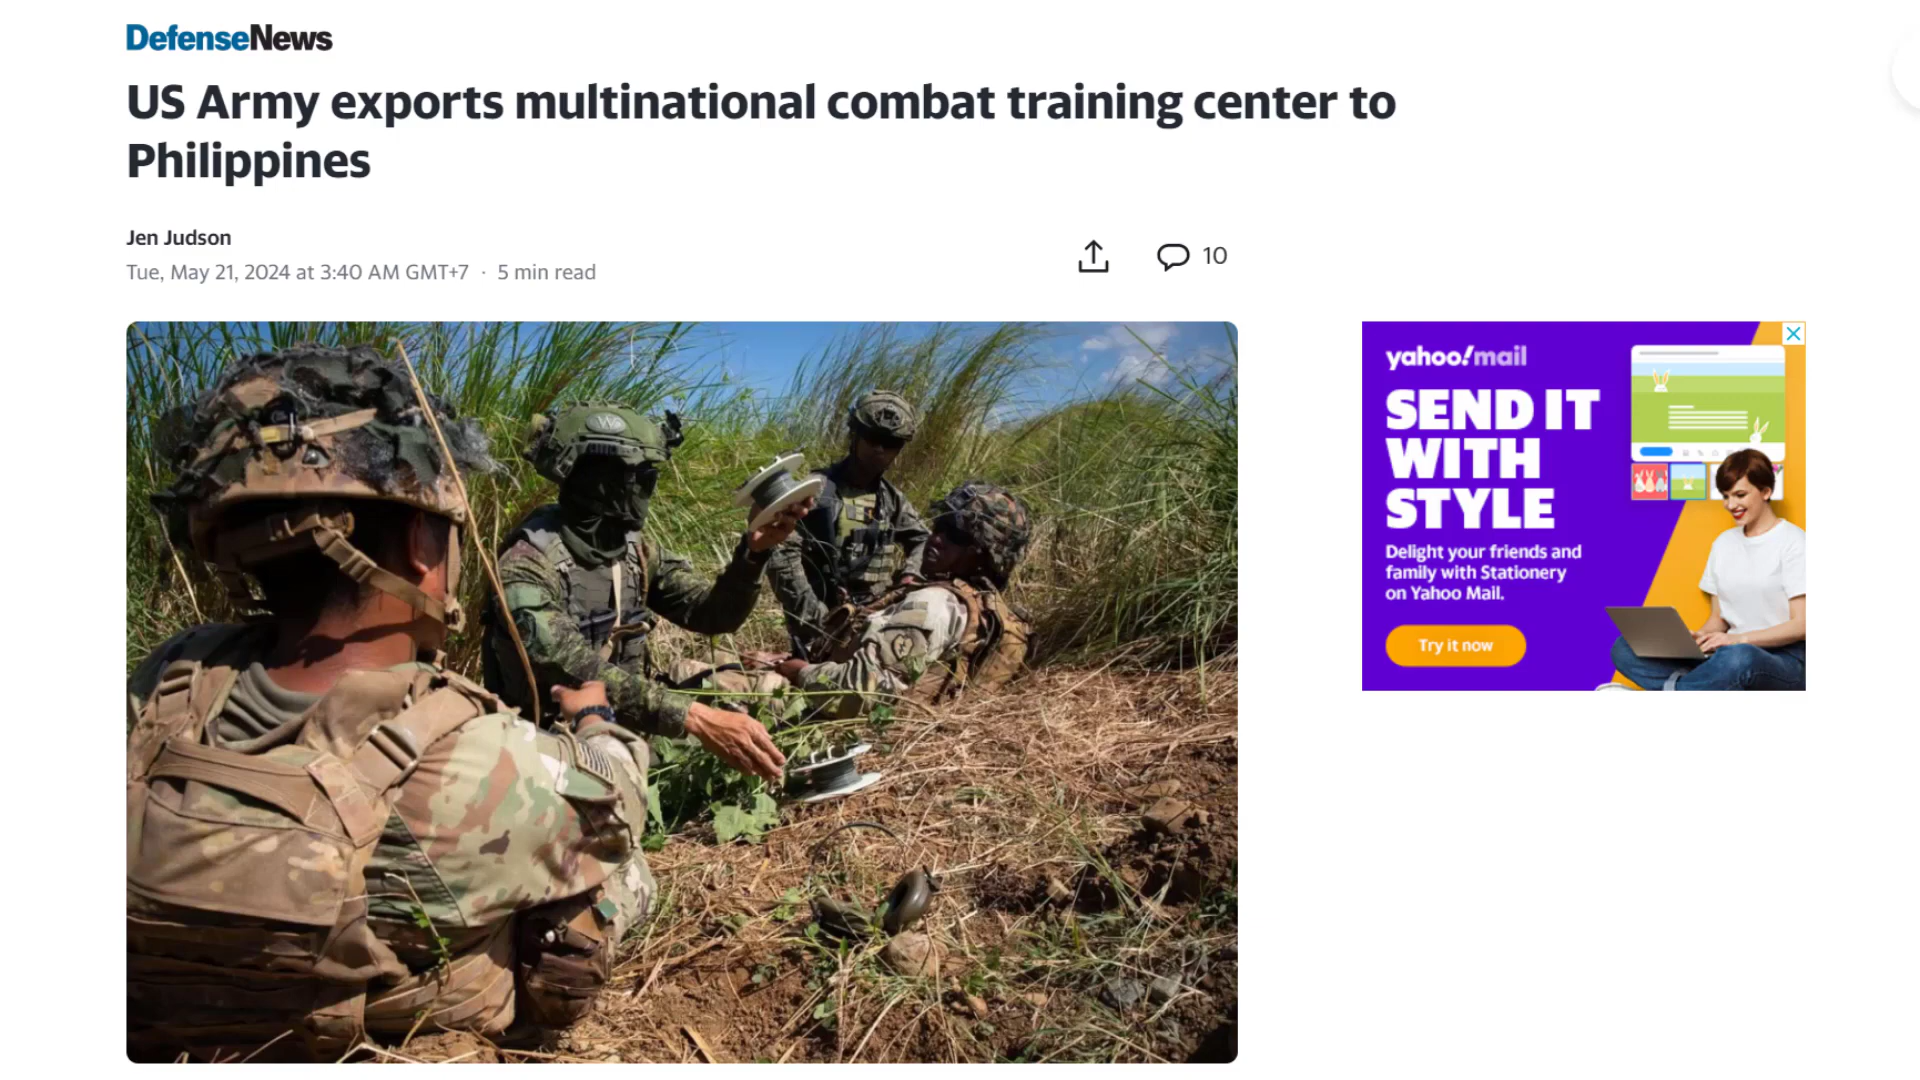 DefenseNews
US Army exports multinational combat training center to
Philippines
Jen Judson
Tue, May 21, 2024 at 3:40 AM GMT+7 · 5 min read
10
yahoo!mail
SEND IT
WITH
STYLE
Delight your friends and
family with Stationery
on Yahoo Mail.
Try it now